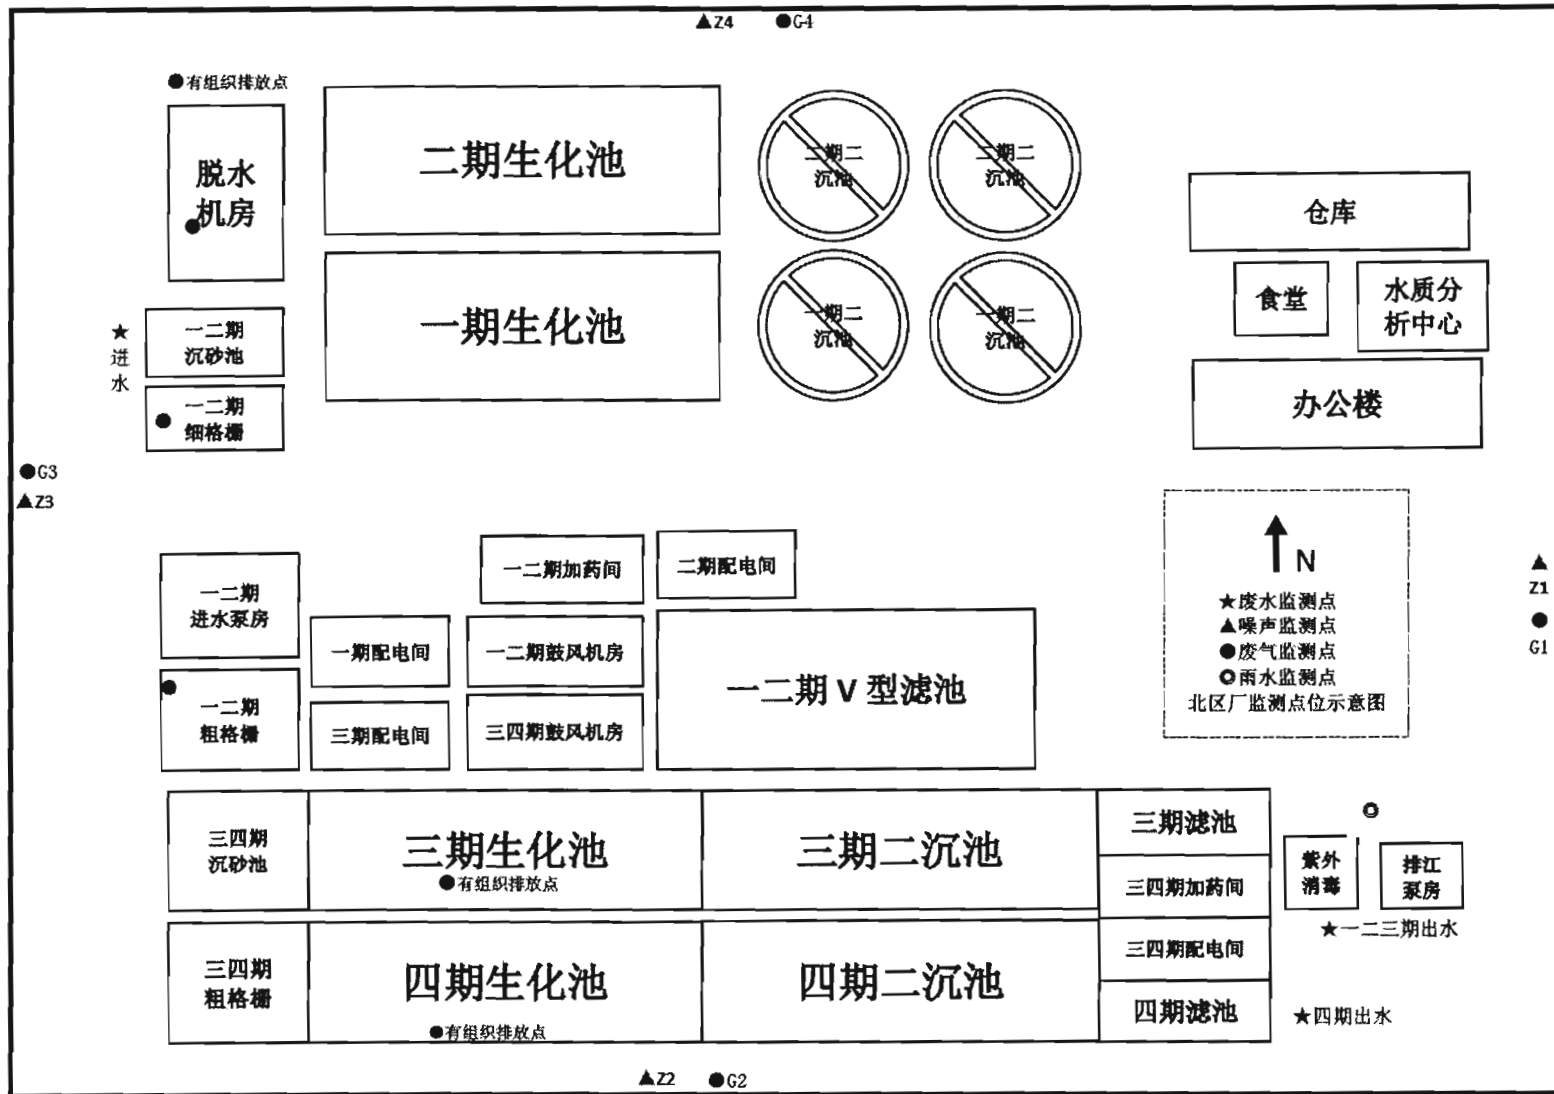 ▲Z4 ●G4
●有组织排放点
脱水
机房
二期生化池
二期二
沉池
二期二
沉池
仓库
一期生化池
一期二
沉池
一期二
沉池
食堂
水质分
析中心
办公楼
★
进
水
一二期
沉砂池
一二期
细格栅
●G3
▲Z3
一二期
进水泵房
一二期
粗格栅
一期配电间
三期配电间
一二期加药间
二期配电间
一二期鼓风机房
三四期鼓风机房
一二期 V 型滤池
N
★废水监测点
▲噪声监测点
●废气监测点
◎雨水监测点
北区厂监测点位示意图
▲
Z1
●
G1
三四期
沉砂池
三期生化池
●有组织排放点
三期二沉池
三期滤池
三四期加药间
紫外
消毒
排江
泵房
★一二三期出水
三四期
粗格栅
四期生化池
●有组织排放点
四期二沉池
三四期配电间
四期滤池
★四期出水
▲Z2 ●G2